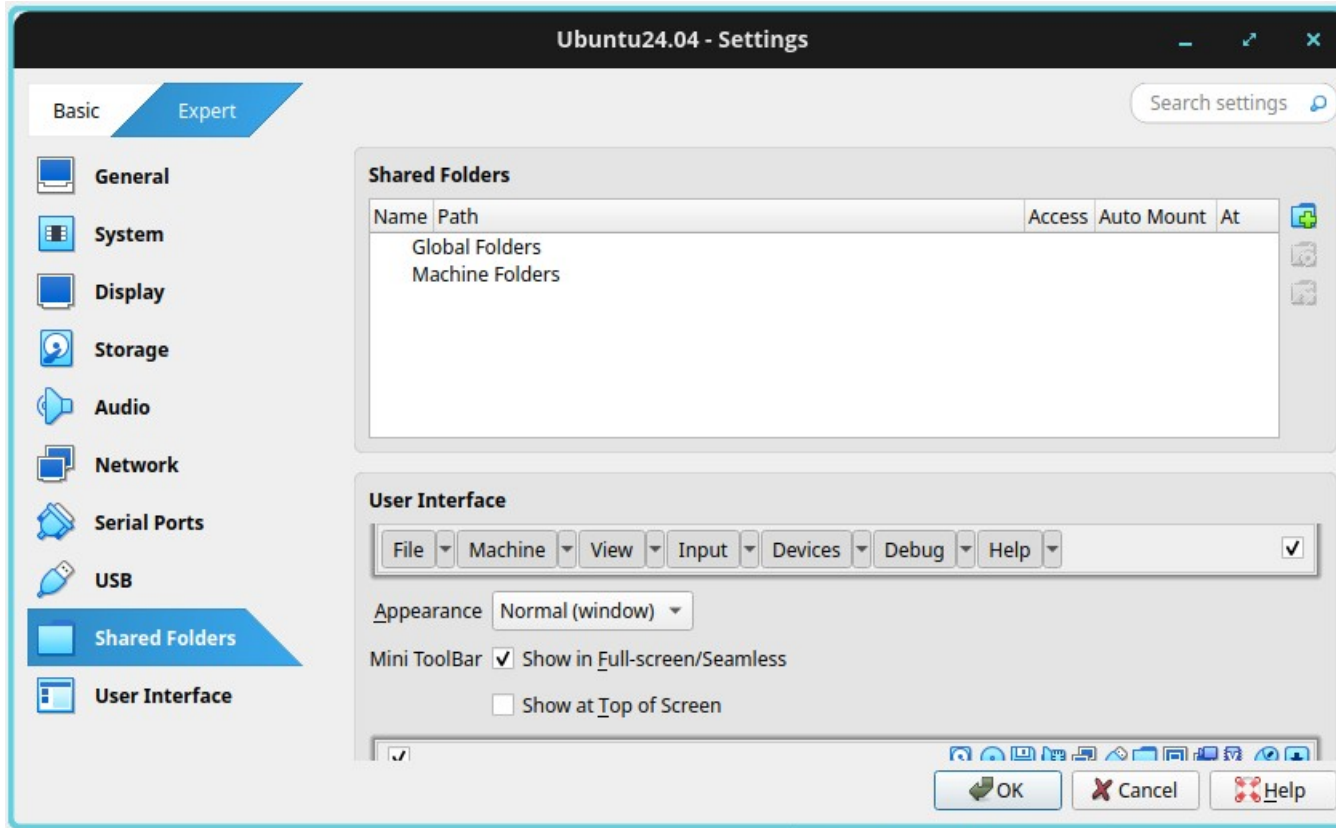 Ubuntu24.04 - Settings
Basic Expert Search settings
General
System
Display
Storage
Audio
Network
Serial Ports
USB
Shared Folders
User Interface
Shared Folders
Name Path Access Auto Mount At
Global Folders
Machine Folders
User Interface
File Machine View Input Devices Debug Help
Appearance Normal (window)
Mini ToolBar Show in Full-screen/Seamless
Show at Top of Screen
OK Cancel Help